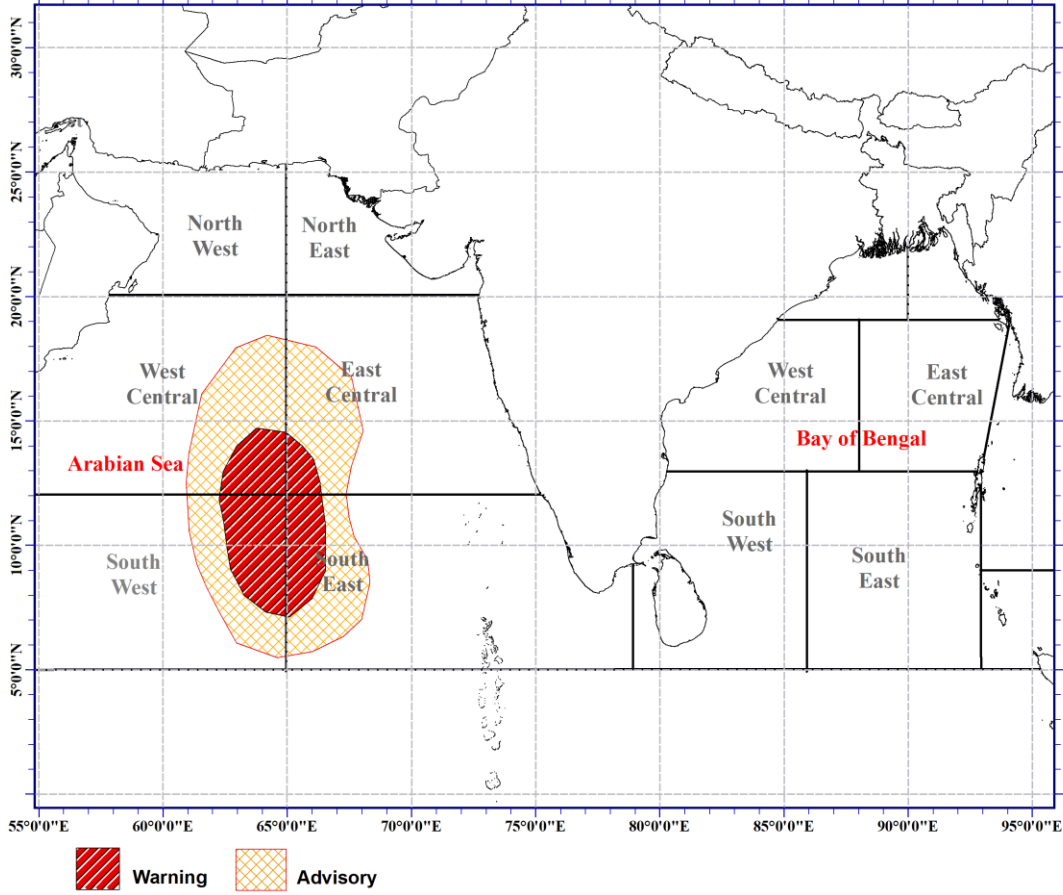 30°0'0"N
25°0'0"N
20°0'0"N
15°0'0"N
10°0'0"N
5°0'0"N
North
West
North
East
West
Central
East
Central
Arabian Sea
South
West
South
East
West
Central
East
Central
Bay of Bengal
South
West
South
East
55°0'0"E
60°0'0"E
65°0'0"E
70°0'0"E
75°0'0"E
80°0'0"E
85°0'0"E
90°0'0"E
95°0'0"E
Warning
Advisory